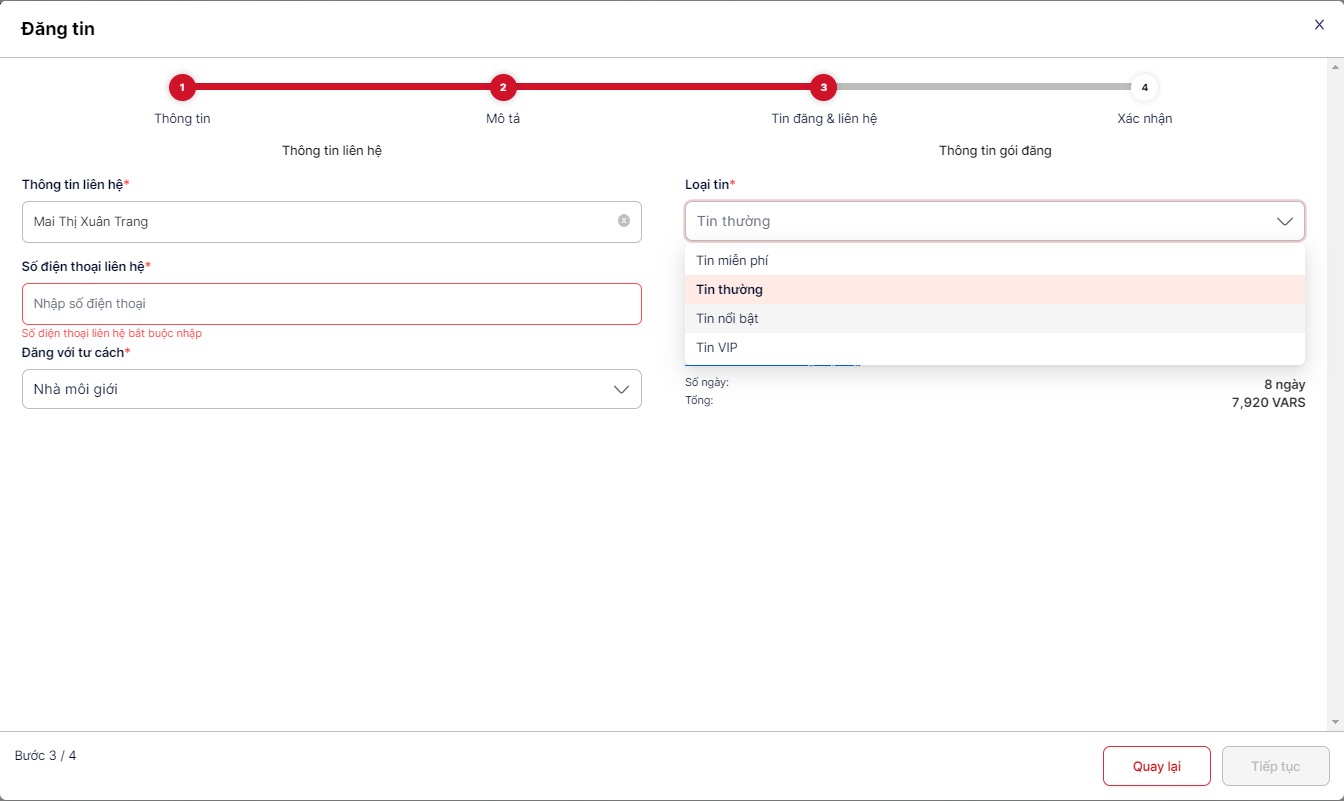 Đăng tin
X
1
2
3
4
Thông tin
Mô tả
Tin đăng & liên hệ
Xác nhận
Thông tin liên hệ
Thông tin liên hệ*
Mai Thị Xuân Trang
Số điện thoại liên hệ*
Nhập số điện thoại
Số điện thoại liên hệ bắt buộc nhập
Đăng với tư cách*
Nhà môi giới
Thông tin gói đăng
Loại tin*
Tin thường
Tin miễn phí
Tin thường
Tin nổi bật
Tin VIP
Số ngày: 8 ngày
Tổng: 7,920 VARS
Bước 3 / 4
Quay lại
Tiếp tục